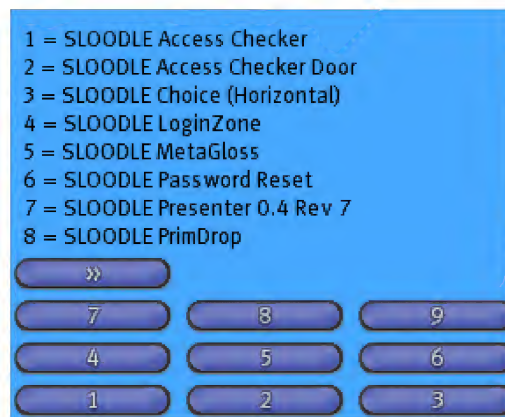 1 = SLOODLE Access Checker
2 = SLOODLE Access Checker Door
3 = SLOODLE Choice (Horizontal)
4 = SLOODLE LoginZone
5 = SLOODLE MetaGloss
6 = SLOODLE Password Reset
7 = SLOODLE Presenter 0.4 Rev 7
8 = SLOODLE PrimDrop
>>
7 8 9
4 5 6
1 2 3